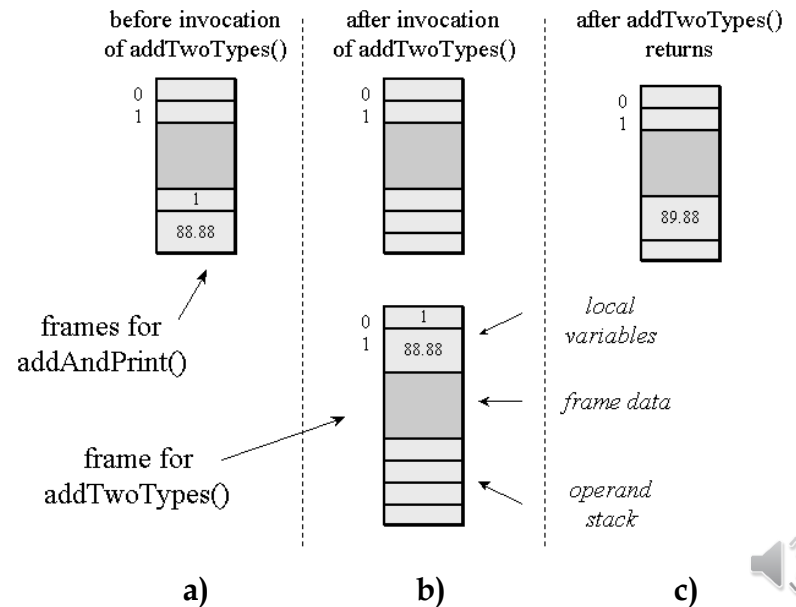 before invocation
of addTwoTypes()
0
1
1
88.88
frames for
addAndPrint()
after invocation
of addTwoTypes()
0
1
0
1
1
88.88
frame for
addTwoTypes()
local
variables
frame data
operand
stack
after addTwoTypes()
returns
0
1
89.88
a)
b)
c)